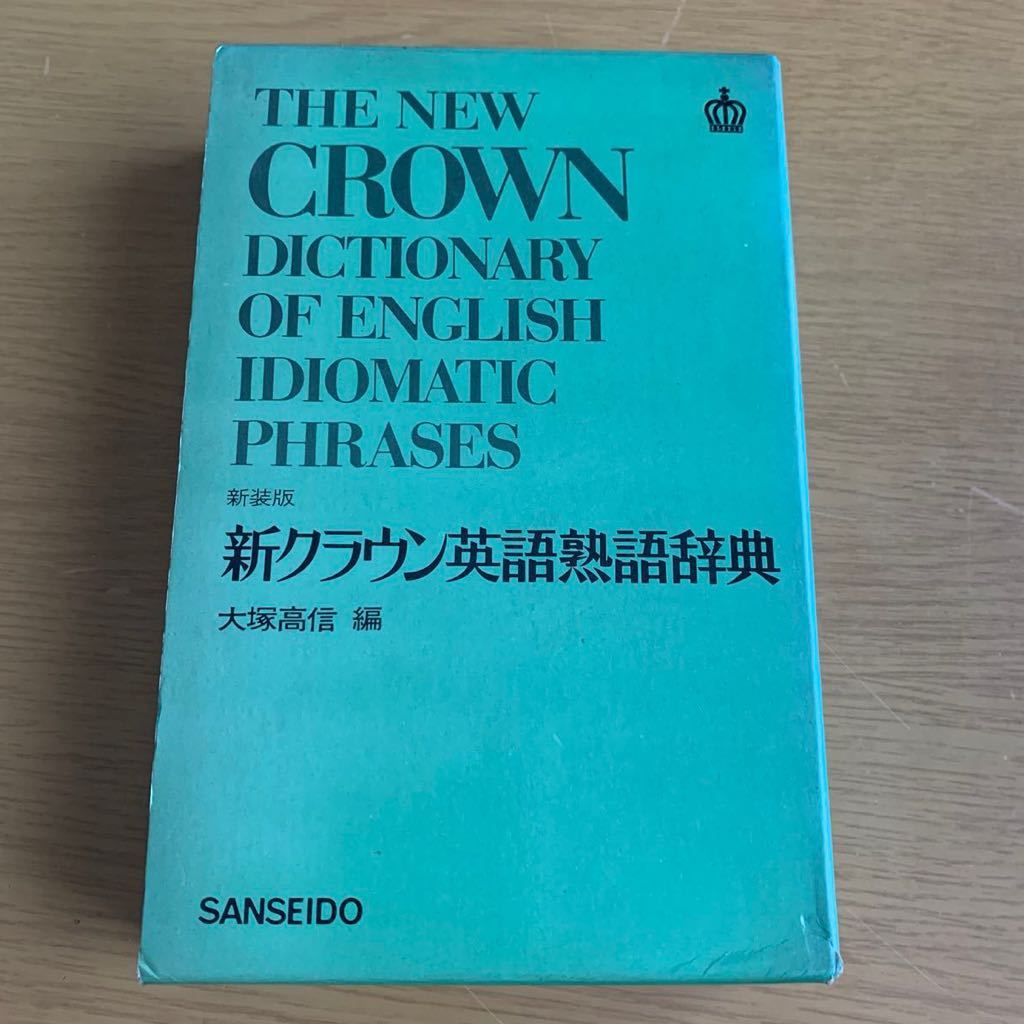 THE NEW
CROWN
DICTIONARY
OF ENGLISH
IDIOMATIC
PHRASES
新装版
新クラウン英語熟語辞典
大塚高信 編
SANSEIDO